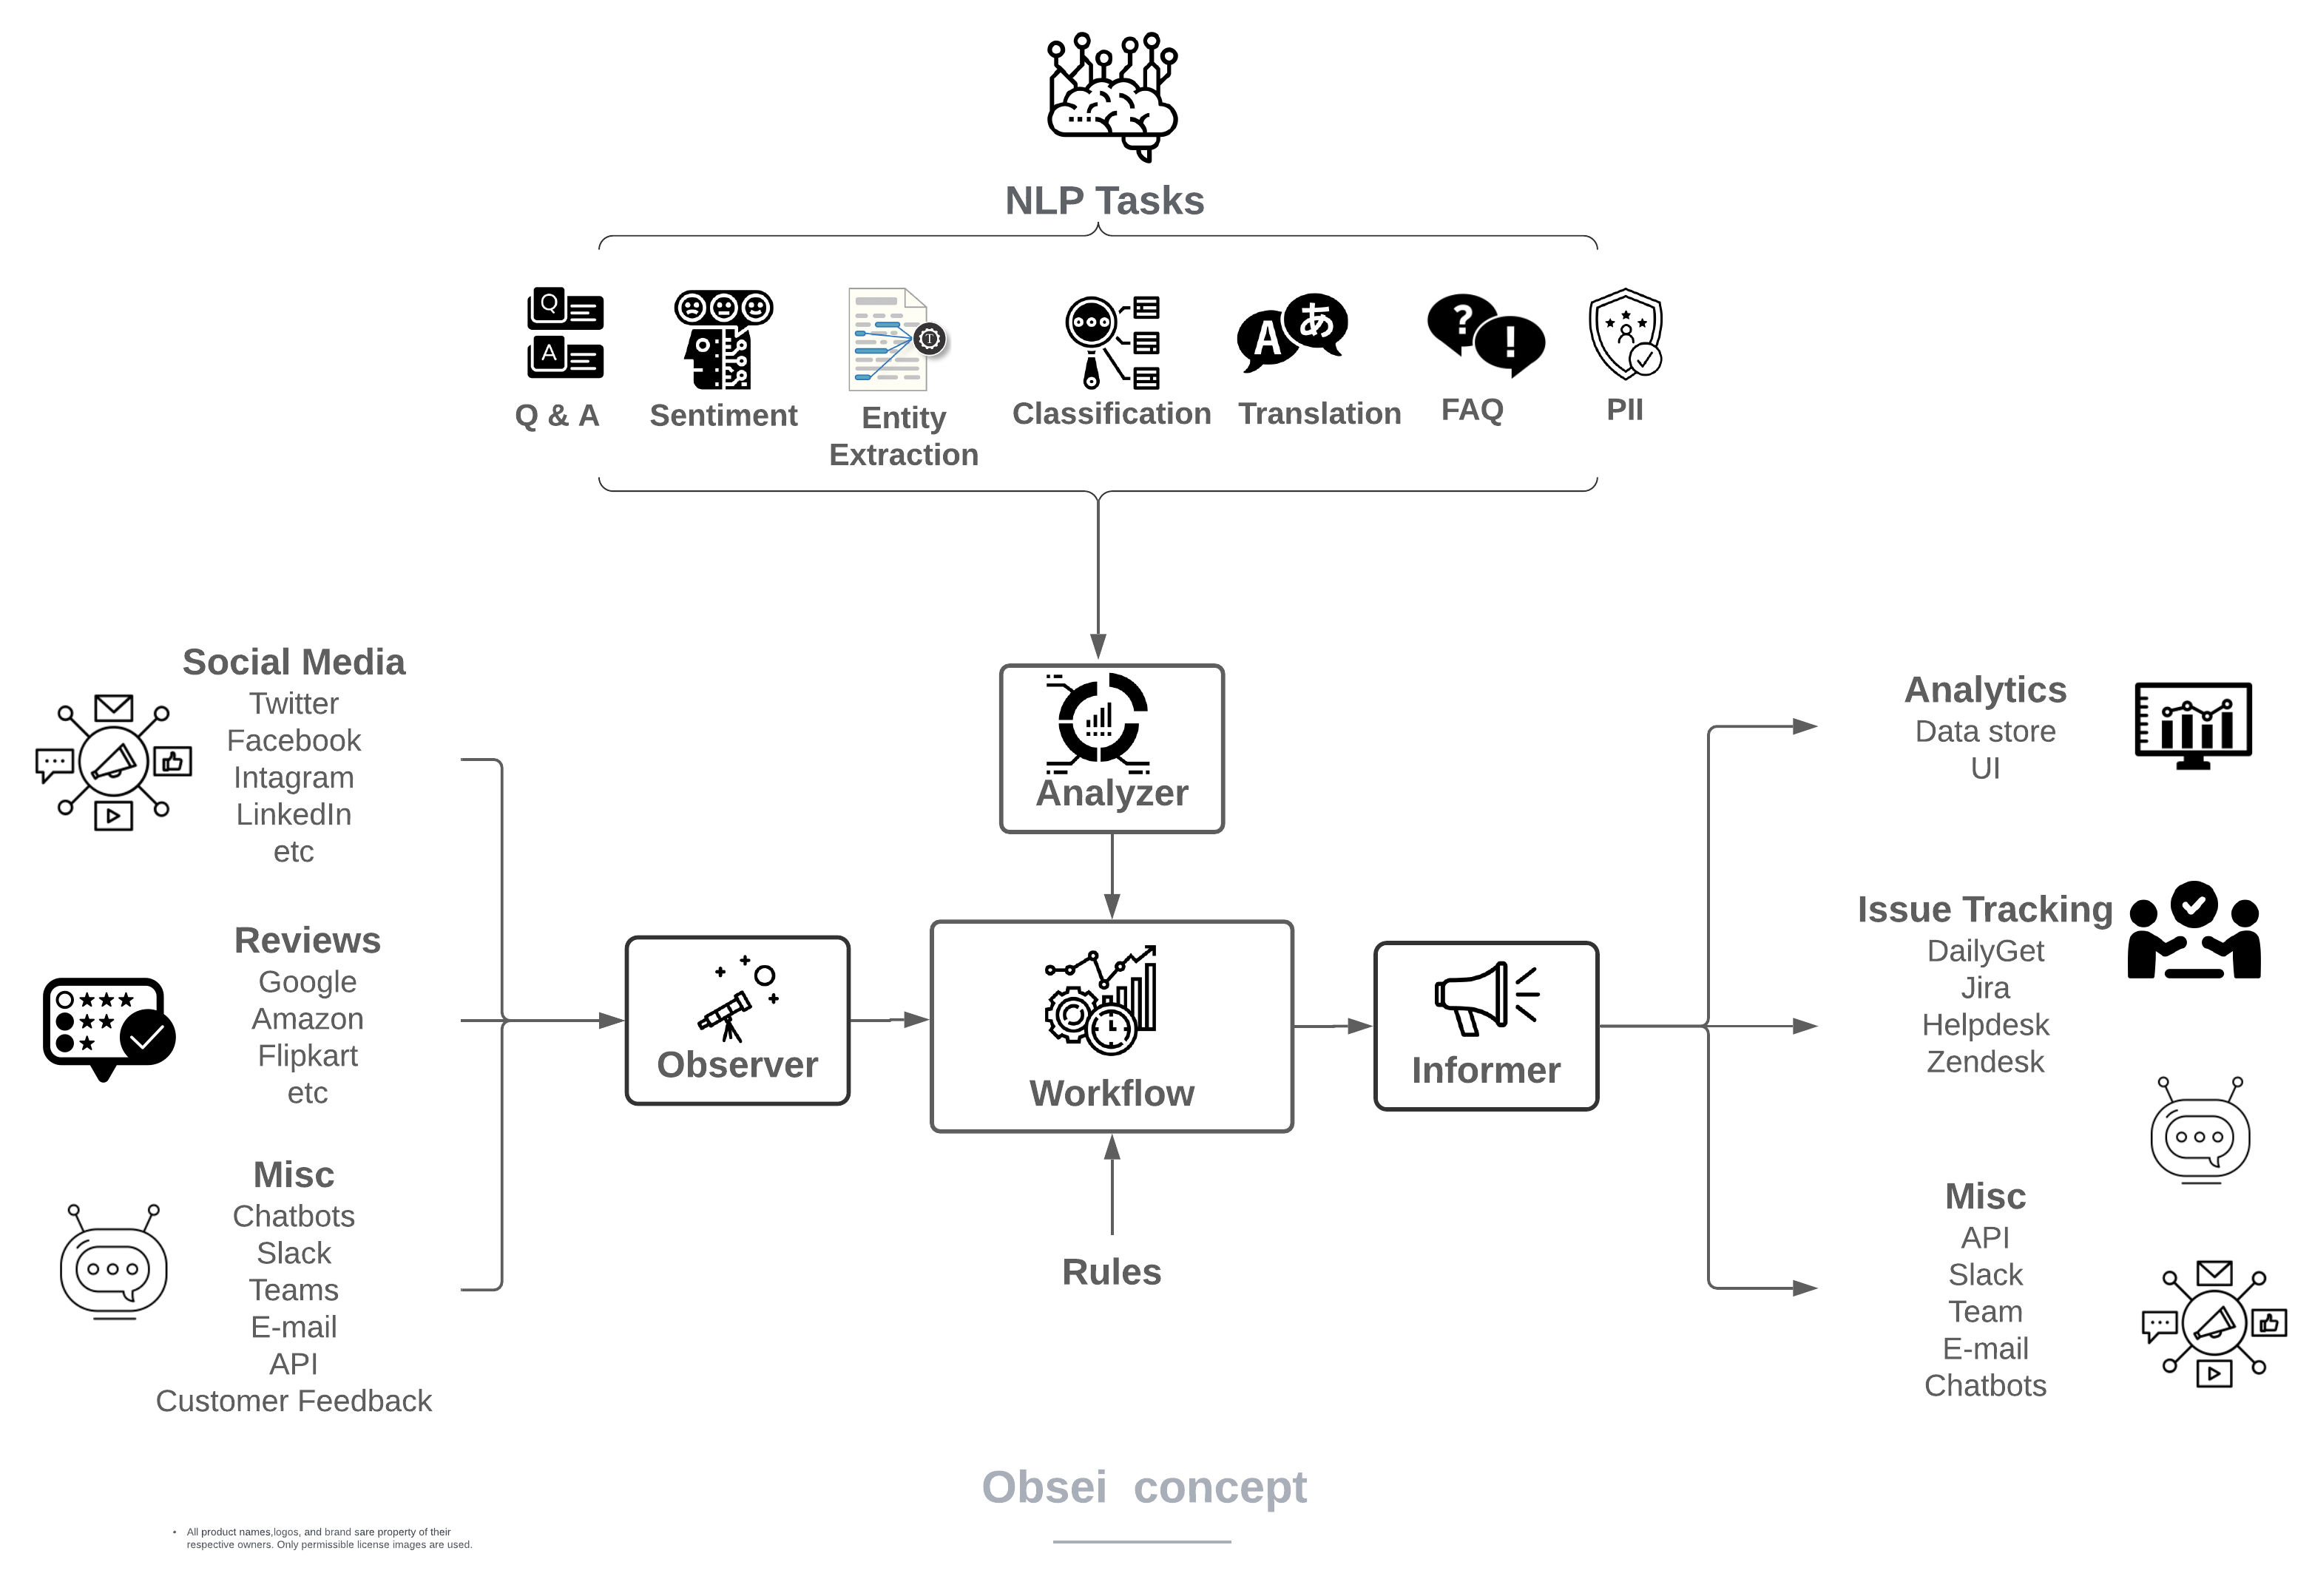 NLP Tasks
Q & A
Sentiment
Entity
Extraction
Classification
Translation
FAQ
PII
Social Media
Twitter
Facebook
Intagram
LinkedIn
etc
Reviews
Google
Amazon
Flipkart
etc
Misc
Chatbots
Slack
Teams
E-mail
API
Customer Feedback
Observer
Analyzer
Workflow
Rules
Informer
Analytics
Data store
UI
Issue Tracking
DailyGet
Jira
Helpdesk
Zendesk
Misc
API
Slack
Team
E-mail
Chatbots
Obsei concept
• All product names,logos, and brand sare property of their
respective owners. Only permissible license images are used.